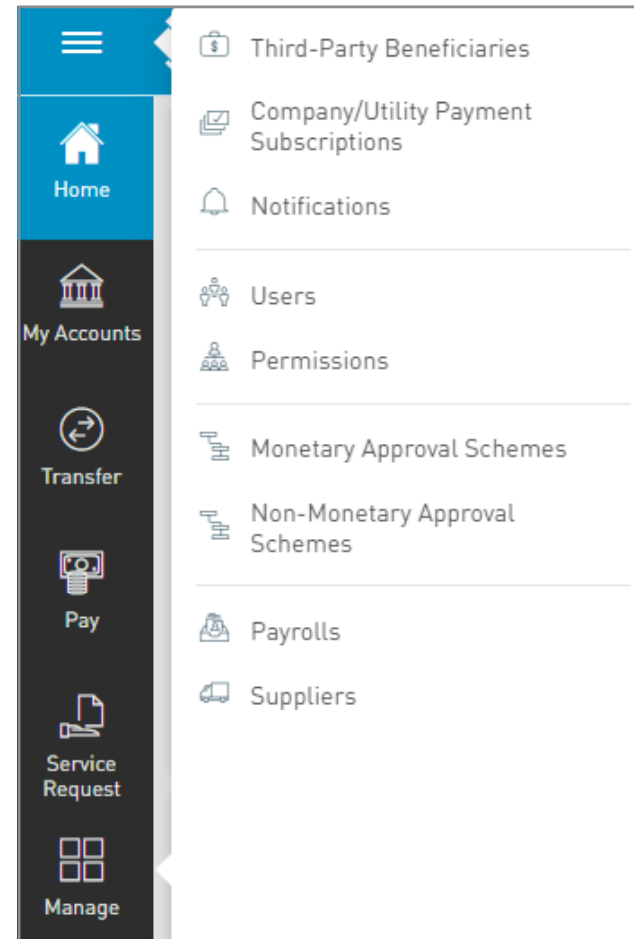 Home
My Accounts
Transfer
Pay
Service
Request
Manage
Third-Party Beneficiaries
Company/Utility Payment
Subscriptions
Notifications
Users
Permissions
Monetary Approval Schemes
Non-Monetary Approval
Schemes
Payrolls
Suppliers